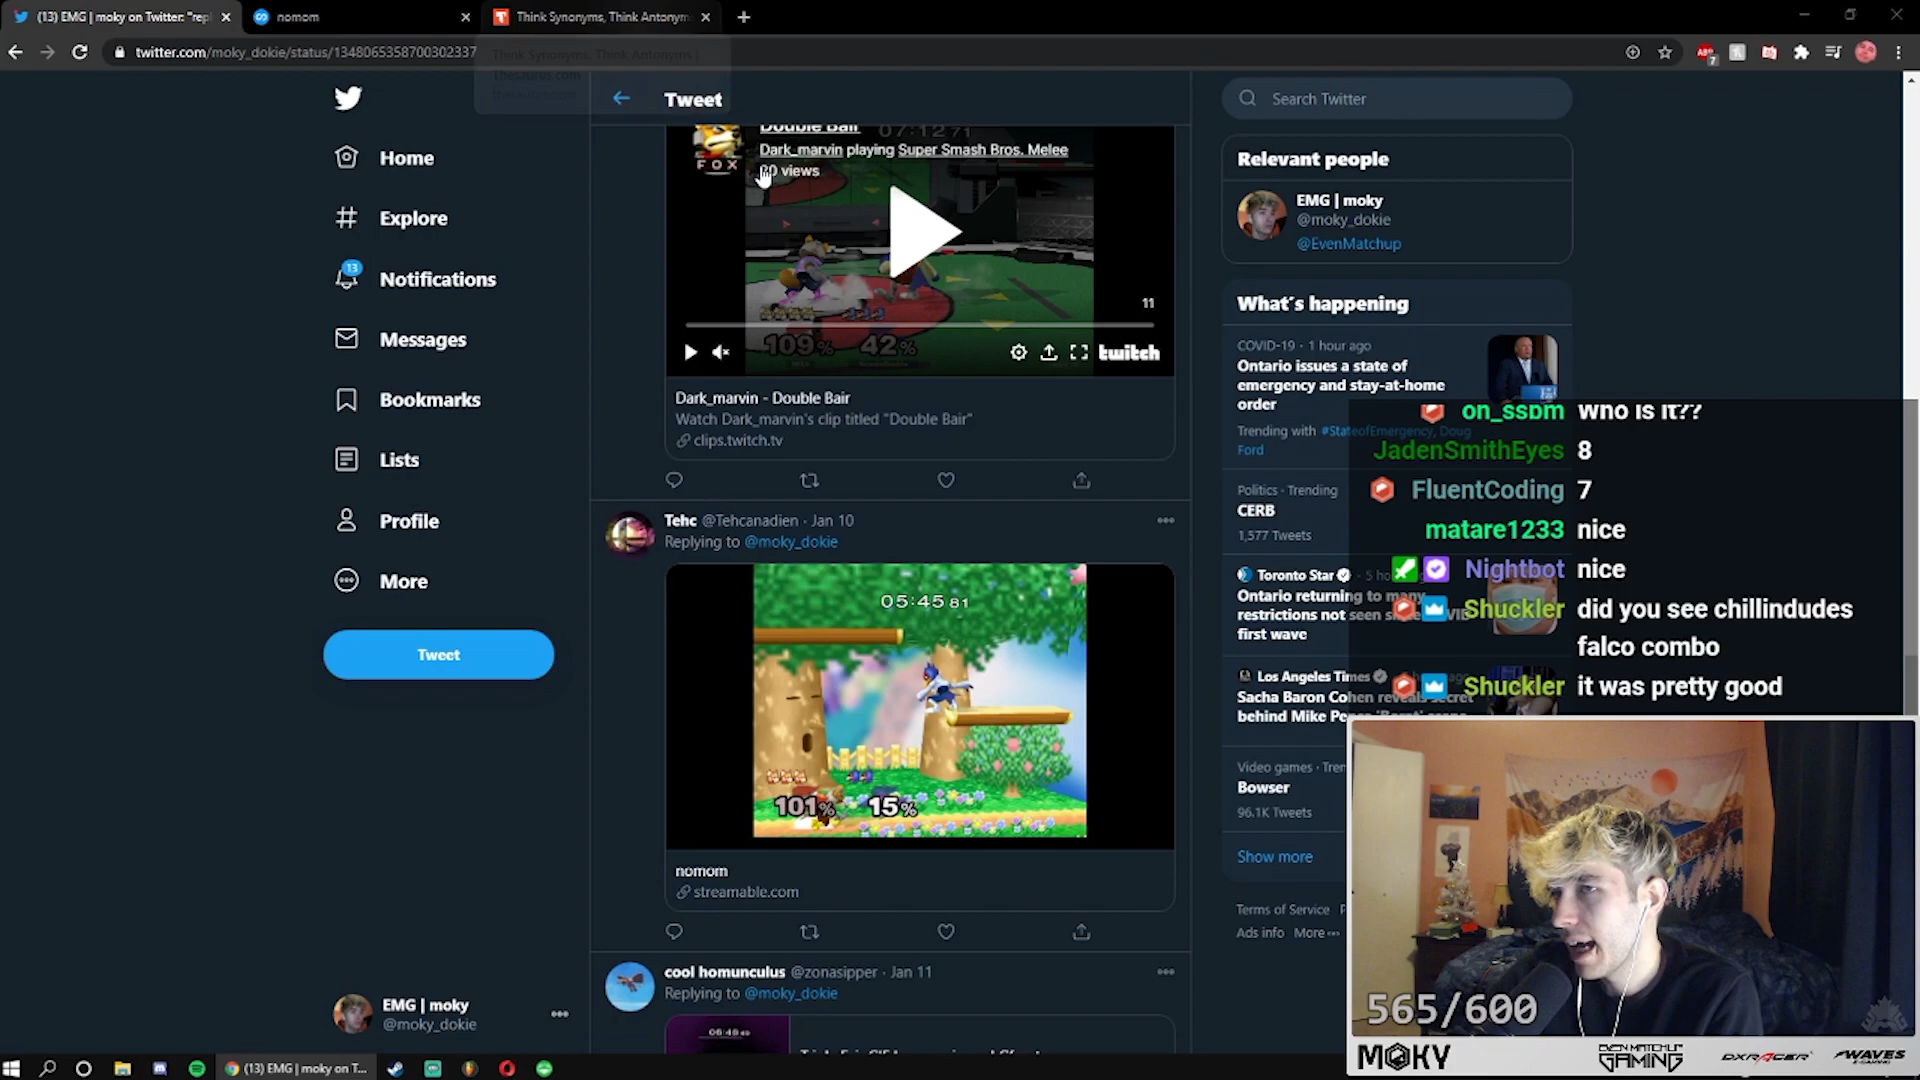 (13) EMG | moky on Twitter: "repl
nomom
Think Synonyms, Think Antonym
twitter.com/moky_dokie/status/1348065358700302337
Think Synonyms, Think Antonyms |
Thesaurus.com
7
Tweet
Search Twitter
Home
Explore
13
Notifications
Messages
Bookmarks
Lists
Profile
More
Tweet
EMG | moky
@moky_dokie
FOX
Double Bair
07:12 71
Dark_marvin playing Super Smash Bros. Melee
views
11
109% 42%
twitch
Dark_marvin - Double Bair
Watch Dark_marvin's clip titled "Double Bair"
clips.twitch.tv
Tehc @Tehcanadien · Jan 10
Replying to @moky_dokie
05:45 81
101% 15%
nomom
streamable.com
cool homunculus @zonasipper · Jan 11
Replying to @moky_dokie
Relevant people
EMG | moky
@moky_dokie
@EvenMatchup
What's happening
COVID-19 · 1 hour ago
Ontario issues a state of
emergency and stay-at-home
order
Trending with #StateofEmergency, Doug
Ford
Politics · Trending
CERB
1,577 Tweets
Toronto Star
Ontario returning to many
restrictions not seen
first wave
Los Angeles Times
Sacha Baron Cohen reveals secret
behind Mike
Video games ·
Bowser
96.1K Tweets
Show more
Terms of Service
Ads info More
on_ssbm Who is it??
JadenSmithEyes 8
FluentCoding 7
matare1233 nice
Nightbot nice
Shuckler did you see chillindudes
falco combo
Shuckler it was pretty good
565/600
MOKY
EVEN MATCHUP
GAMING
DXRACER
WAVES
(13) EMG | moky on T...